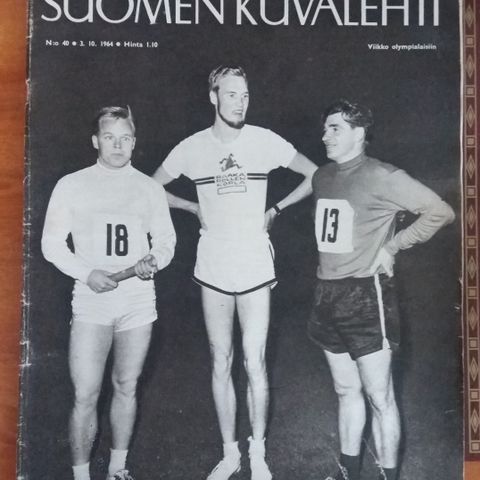 SUOMEN KUVALEHTI
N:o 40 ● 3. 10. 1964 ● Hinta 1.10
Viikko olympialaisiin
18
13